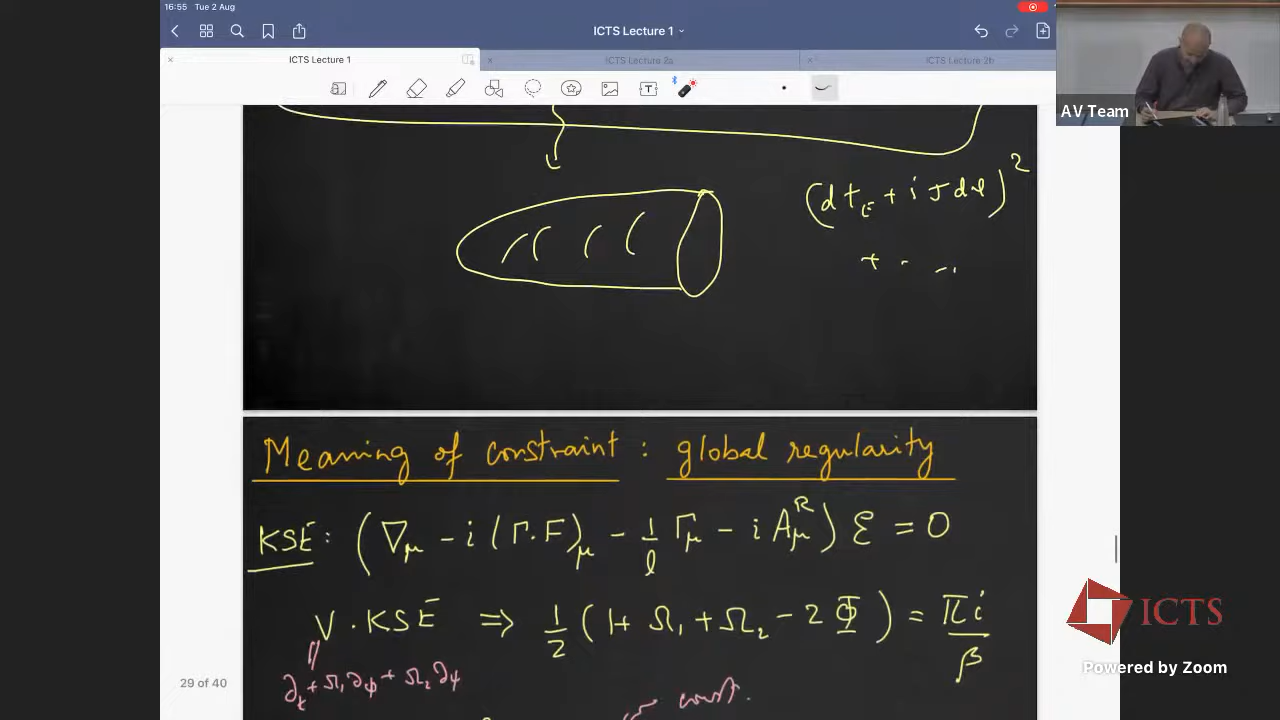 16:55 Tue 2 Aug
ICTS Lecture 1
ICTS Lecture 1
ICTS Lecture 2a
ICTS Lecture 2b
AV Team
(dt_E + i J dφ)^2
+ . . . .
Meaning of constraint : global regularity
KSE: (∇_μ - i (Γ.F)_μ - 1/l Γ_μ - i A_μ^R) ε = 0
V . KSE ⇒ 1/2 (1 + Ω_1 + Ω_2 - 2 Φ) = πi/β
∂_t + Ω_1 ∂_φ + Ω_2 ∂_ψ
const.
29 of 40
ICTS
Powered by Zoom